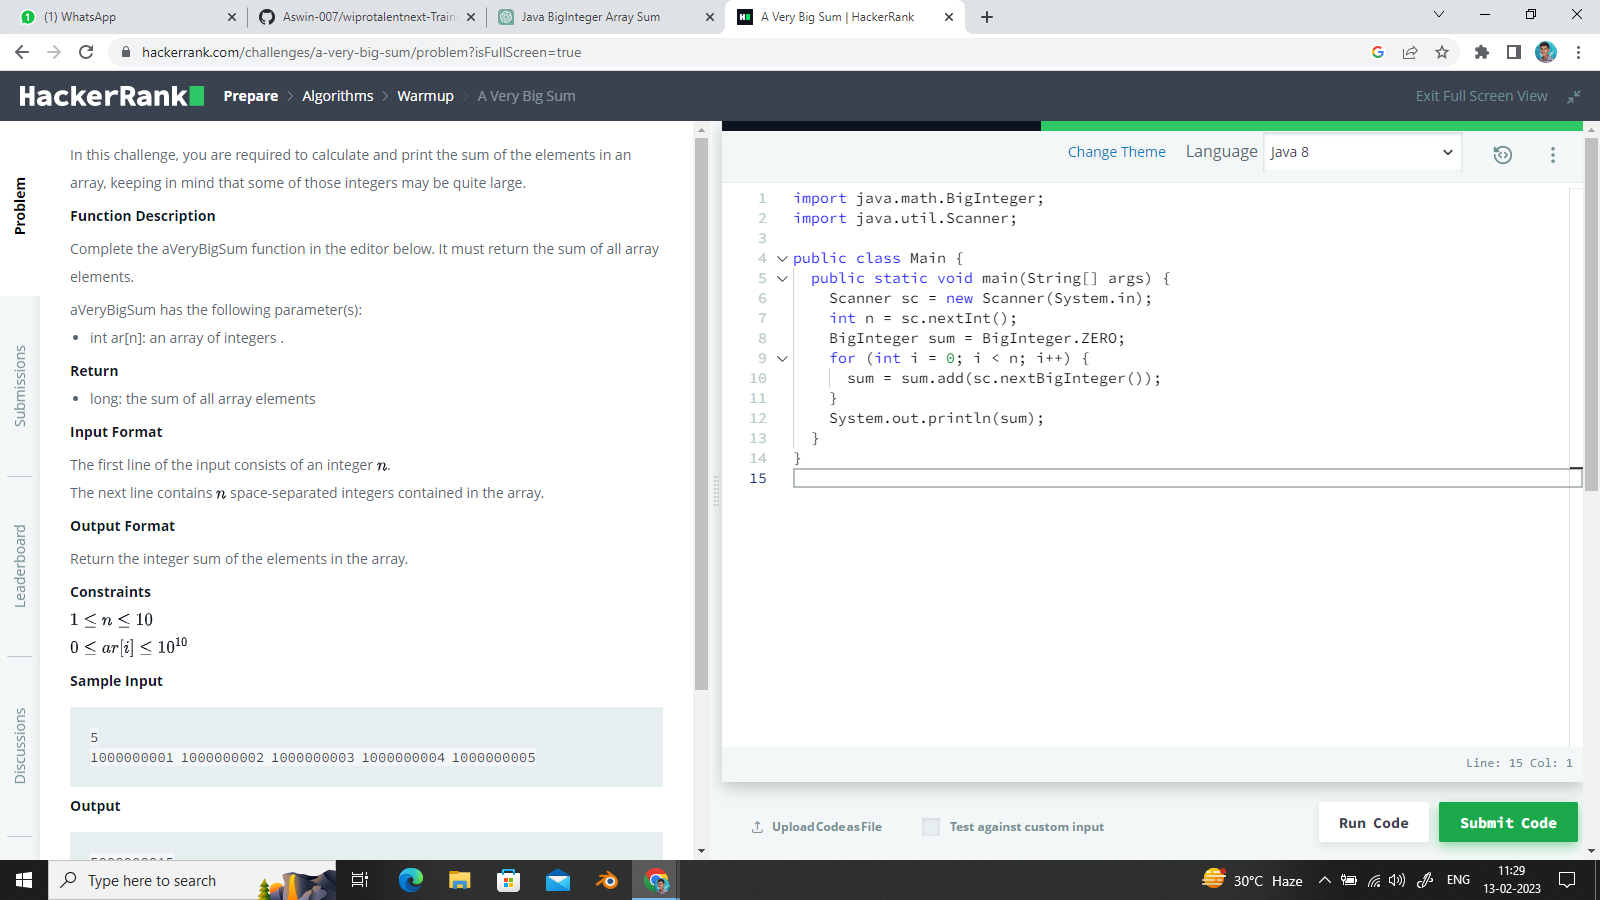 (1) WhatsApp
Aswin-007/wiprotalentnext-Train
Java BigInteger Array Sum
A Very Big Sum | HackerRank
hackerrank.com/challenges/a-very-big-sum/problem?isFullScreen=true
HackerRank
Prepare > Algorithms > Warmup > A Very Big Sum
Exit Full Screen View
Problem
Submissions
Leaderboard
Discussions
In this challenge, you are required to calculate and print the sum of the elements in an
array, keeping in mind that some of those integers may be quite large.
Function Description
Complete the aVeryBigSum function in the editor below. It must return the sum of all array
elements.
aVeryBigSum has the following parameter(s):
• int ar[n]: an array of integers .
Return
• long: the sum of all array elements
Input Format
The first line of the input consists of an integer n.
The next line contains n space-separated integers contained in the array.
Output Format
Return the integer sum of the elements in the array.
Constraints
1 ≤ n ≤ 10
0 ≤ ar[i] ≤ 10^10
Sample Input
5
1000000001 1000000002 1000000003 1000000004 1000000005
Output
Change Theme
Language
Java 8
1 import java.math.BigInteger;
2 import java.util.Scanner;
3
4 public class Main {
5 public static void main(String[] args) {
6 Scanner sc = new Scanner(System.in);
7 int n = sc.nextInt();
8 BigInteger sum = BigInteger.ZERO;
9 for (int i = 0; i < n; i++) {
10 sum = sum.add(sc.nextBigInteger());
11 }
12 System.out.println(sum);
13 }
14 }
15
Line: 15 Col: 1
Upload Code as File
Test against custom input
Run Code
Submit Code
Type here to search
30°C Haze
ENG
11:29
13-02-2023